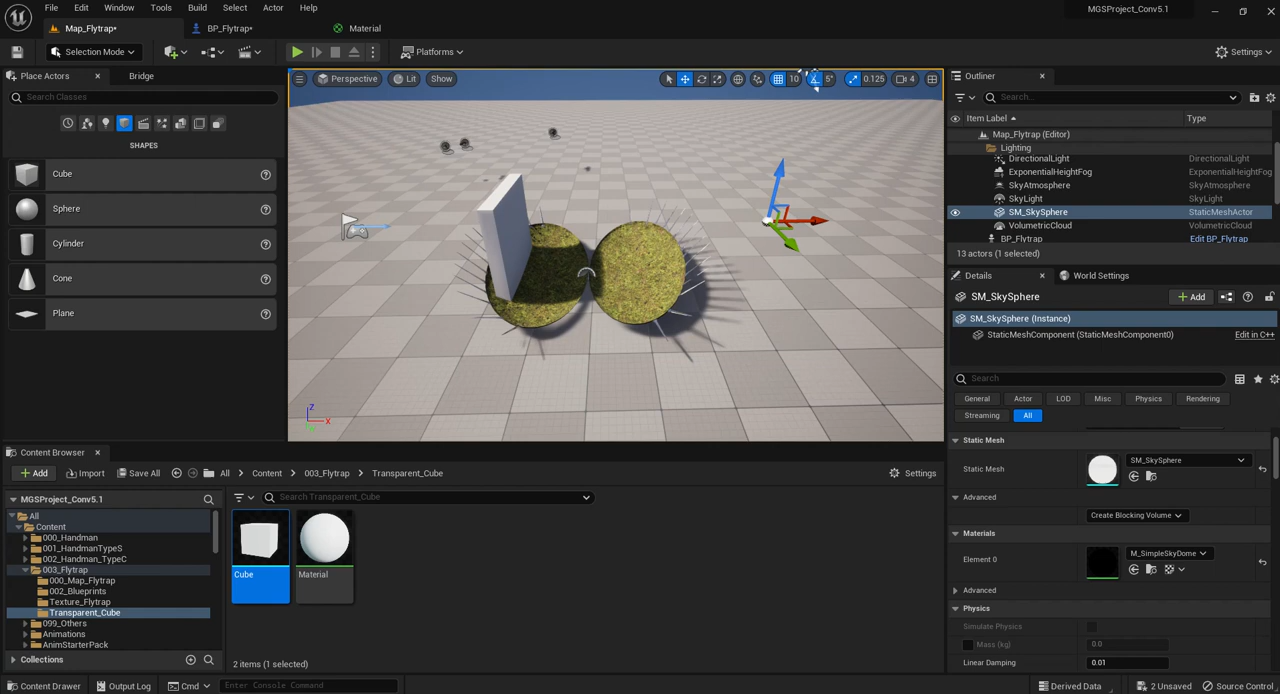 File Edit Window Tools Build Select Actor Help
MGSProject_Conv5.1
Map_Flytrap*
BP_Flytrap*
Material
Selection Mode
Platforms
Settings
Place Actors
Bridge
Search Classes
SHAPES
Cube
Sphere
Cylinder
Cone
Plane
Perspective
Lit
Show
10
5°
0.125
4
Z
X
Outliner
Search...
Item Label
Type
Map_Flytrap (Editor)
Lighting
DirectionalLight DirectionalLight
ExponentialHeightFog ExponentialHeightFog
SkyAtmosphere SkyAtmosphere
SkyLight SkyLight
SM_SkySphere StaticMeshActor
VolumetricCloud VolumetricCloud
BP_Flytrap Edit BP_Flytrap
13 actors (1 selected)
Details
World Settings
SM_SkySphere
Add
SM_SkySphere (Instance)
StaticMeshComponent (StaticMeshComponent0)
Edit in C++
Search
General
Actor
LOD
Misc
Physics
Rendering
Streaming
All
Static Mesh
Static Mesh
SM_SkySphere
Advanced
Create Blocking Volume
Materials
Element 0
M_SimpleSkyDome
Advanced
Physics
Simulate Physics
Mass (kg)
0.0
Linear Damping
0.01
Content Browser
Add
Import
Save All
All
Content
003_Flytrap
Transparent_Cube
Settings
MGSProject_Conv5.1
All
Content
000_Handman
001_HandmanTypeS
002_Handman_TypeC
003_Flytrap
000_Map_Flytrap
002_Blueprints
Texture_Flytrap
Transparent_Cube
099_Others
Animations
AnimStarterPack
Collections
Search Transparent_Cube
Cube
Material
2 items (1 selected)
Content Drawer
Output Log
Cmd
Enter Console Command
Derived Data
2 Unsaved
Source Control